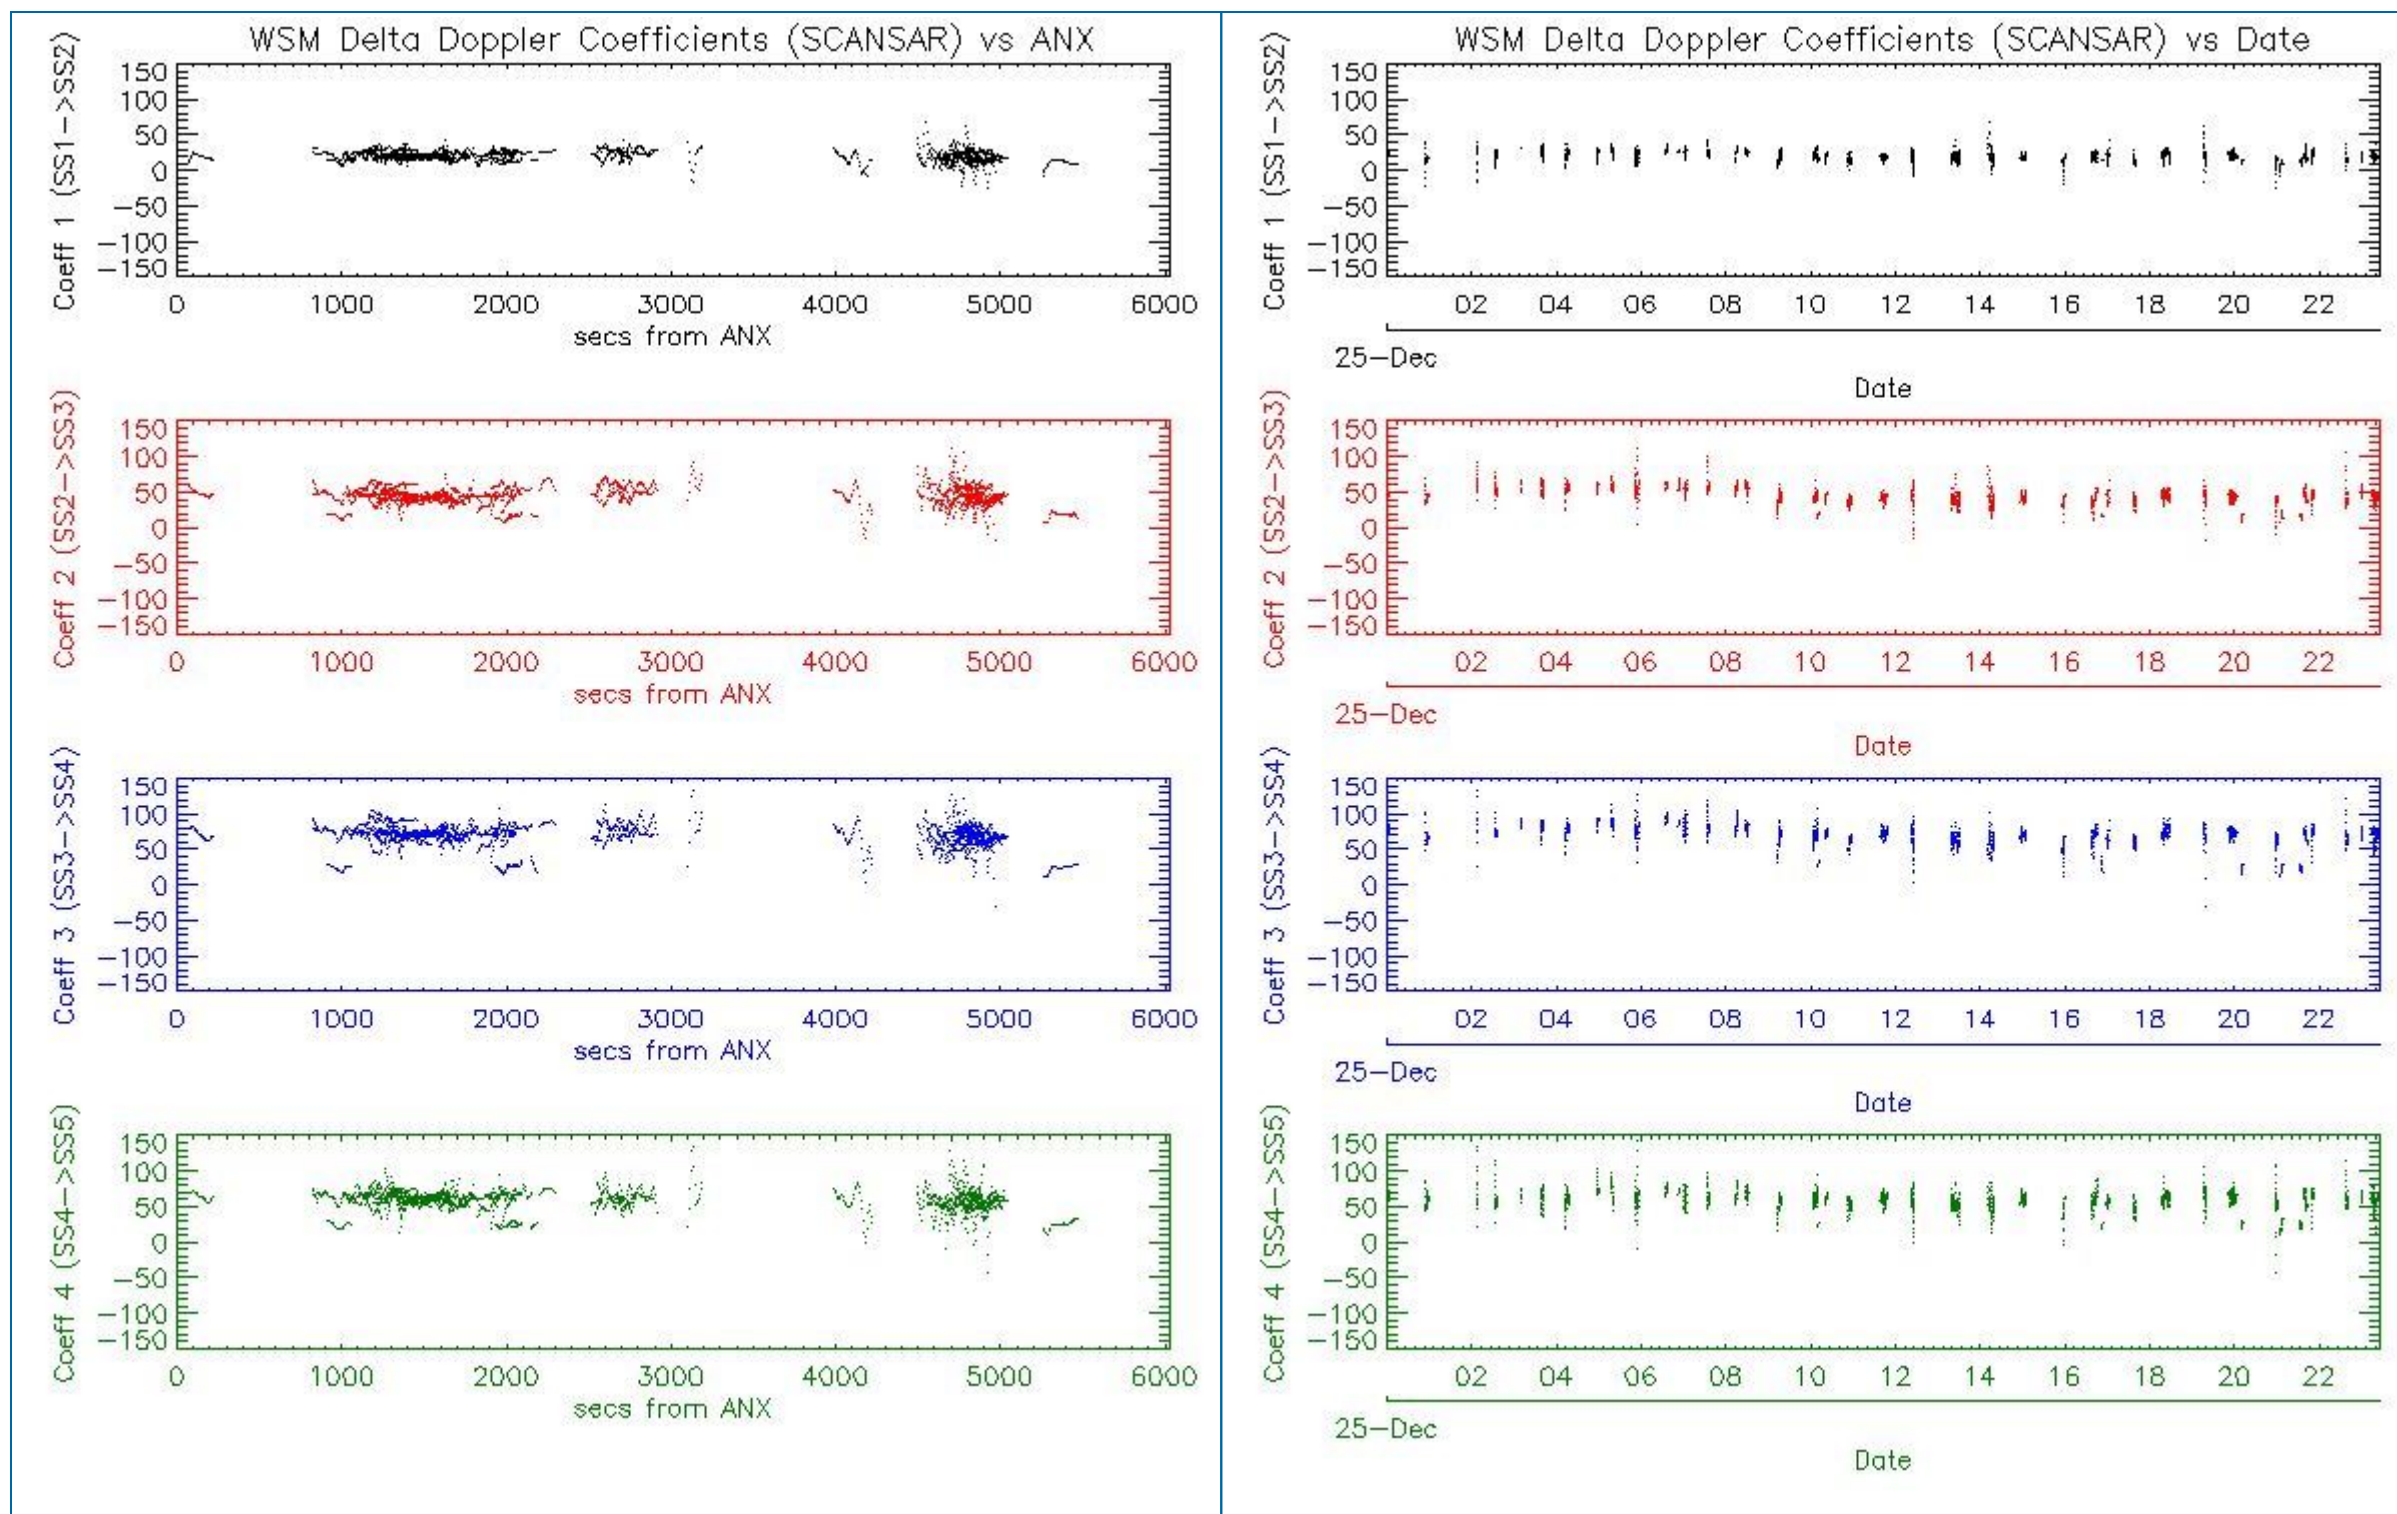 WSM Delta Doppler Coefficients (SCANSAR) vs ANX
Coeff 1 (SS1->SS2)
150
100
50
0
-50
-100
-150
0 1000 2000 3000 4000 5000 6000
secs from ANX
Coeff 2 (SS2->SS3)
150
100
50
0
-50
-100
-150
0 1000 2000 3000 4000 5000 6000
secs from ANX
Coeff 3 (SS3->SS4)
150
100
50
0
-50
-100
-150
0 1000 2000 3000 4000 5000 6000
secs from ANX
Coeff 4 (SS4->SS5)
150
100
50
0
-50
-100
-150
0 1000 2000 3000 4000 5000 6000
secs from ANX
WSM Delta Doppler Coefficients (SCANSAR) vs Date
Coeff 1 (SS1->SS2)
150
100
50
0
-50
-100
-150
02 04 06 08 10 12 14 16 18 20 22
25-Dec
Date
Coeff 2 (SS2->SS3)
150
100
50
0
-50
-100
-150
02 04 06 08 10 12 14 16 18 20 22
25-Dec
Date
Coeff 3 (SS3->SS4)
150
100
50
0
-50
-100
-150
02 04 06 08 10 12 14 16 18 20 22
25-Dec
Date
Coeff 4 (SS4->SS5)
150
100
50
0
-50
-100
-150
02 04 06 08 10 12 14 16 18 20 22
25-Dec
Date